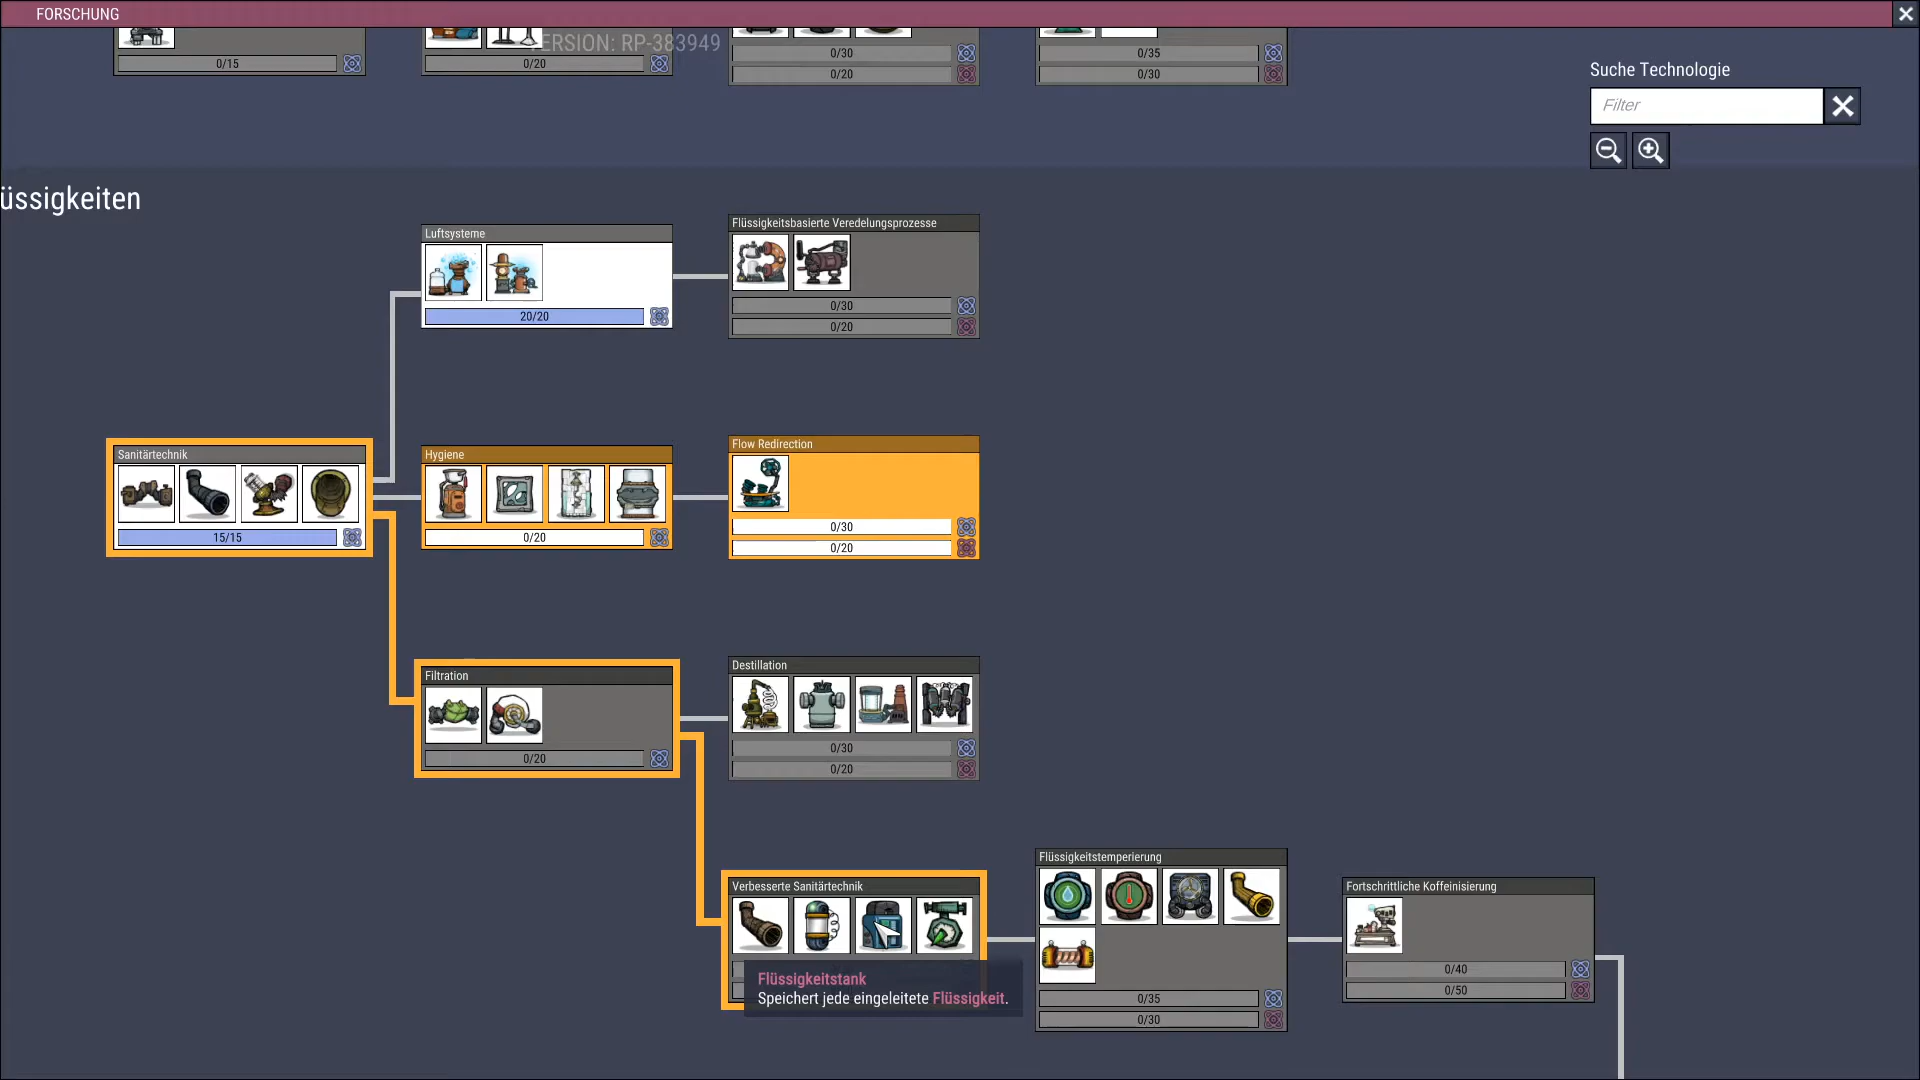 FORSCHUNG
ERSION: RP-383949
0/15
0/20
0/30
0/20
0/35
0/30
Suche Technologie
Filter
üssigkeiten
Luftsysteme
20/20
Flüssigkeitsbasierte Veredelungsprozesse
0/30
0/20
Sanitärtechnik
15/15
Hygiene
0/20
Flow Redirection
0/30
0/20
Filtration
0/20
Destillation
0/30
0/20
Verbesserte Sanitärtechnik
Flüssigkeitstank
Speichert jede eingeleitete Flüssigkeit.
Flüssigkeitstemperierung
0/35
0/30
Fortschrittliche Koffeinisierung
0/40
0/50